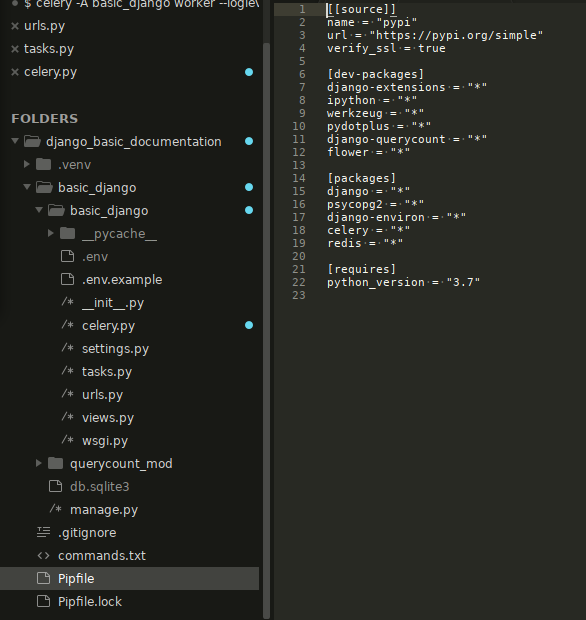 $ celery -A basic_django worker --loglev
urls.py
tasks.py
celery.py
FOLDERS
django_basic_documentation
.venv
basic_django
basic_django
__pycache__
.env
.env.example
__init__.py
celery.py
settings.py
tasks.py
urls.py
views.py
wsgi.py
querycount_mod
db.sqlite3
manage.py
.gitignore
commands.txt
Pipfile
Pipfile.lock
1 [[source]]
2 name = "pypi"
3 url = "https://pypi.org/simple"
4 verify_ssl = true
5
6 [dev-packages]
7 django-extensions = "*"
8 ipython = "*"
9 werkzeug = "*"
10 pydotplus = "*"
11 django-querycount = "*"
12 flower = "*"
13
14 [packages]
15 django = "*"
16 psycopg2 = "*"
17 django-environ = "*"
18 celery = "*"
19 redis = "*"
20
21 [requires]
22 python_version = "3.7"
23